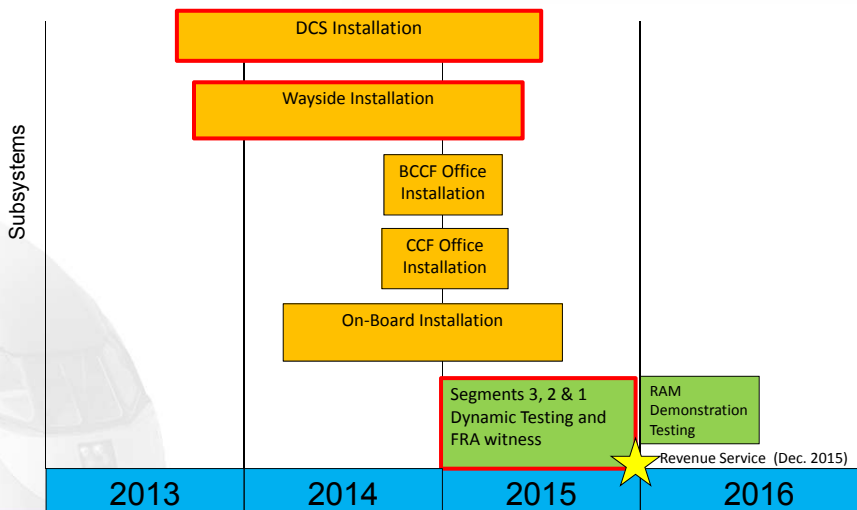 Subsystems
DCS Installation
Wayside Installation
BCCF Office
Installation
CCF Office
Installation
On-Board Installation
Segments 3, 2 & 1
Dynamic Testing and
FRA witness
RAM
Demonstration
Testing
Revenue Service (Dec. 2015)
2013
2014
2015
2016